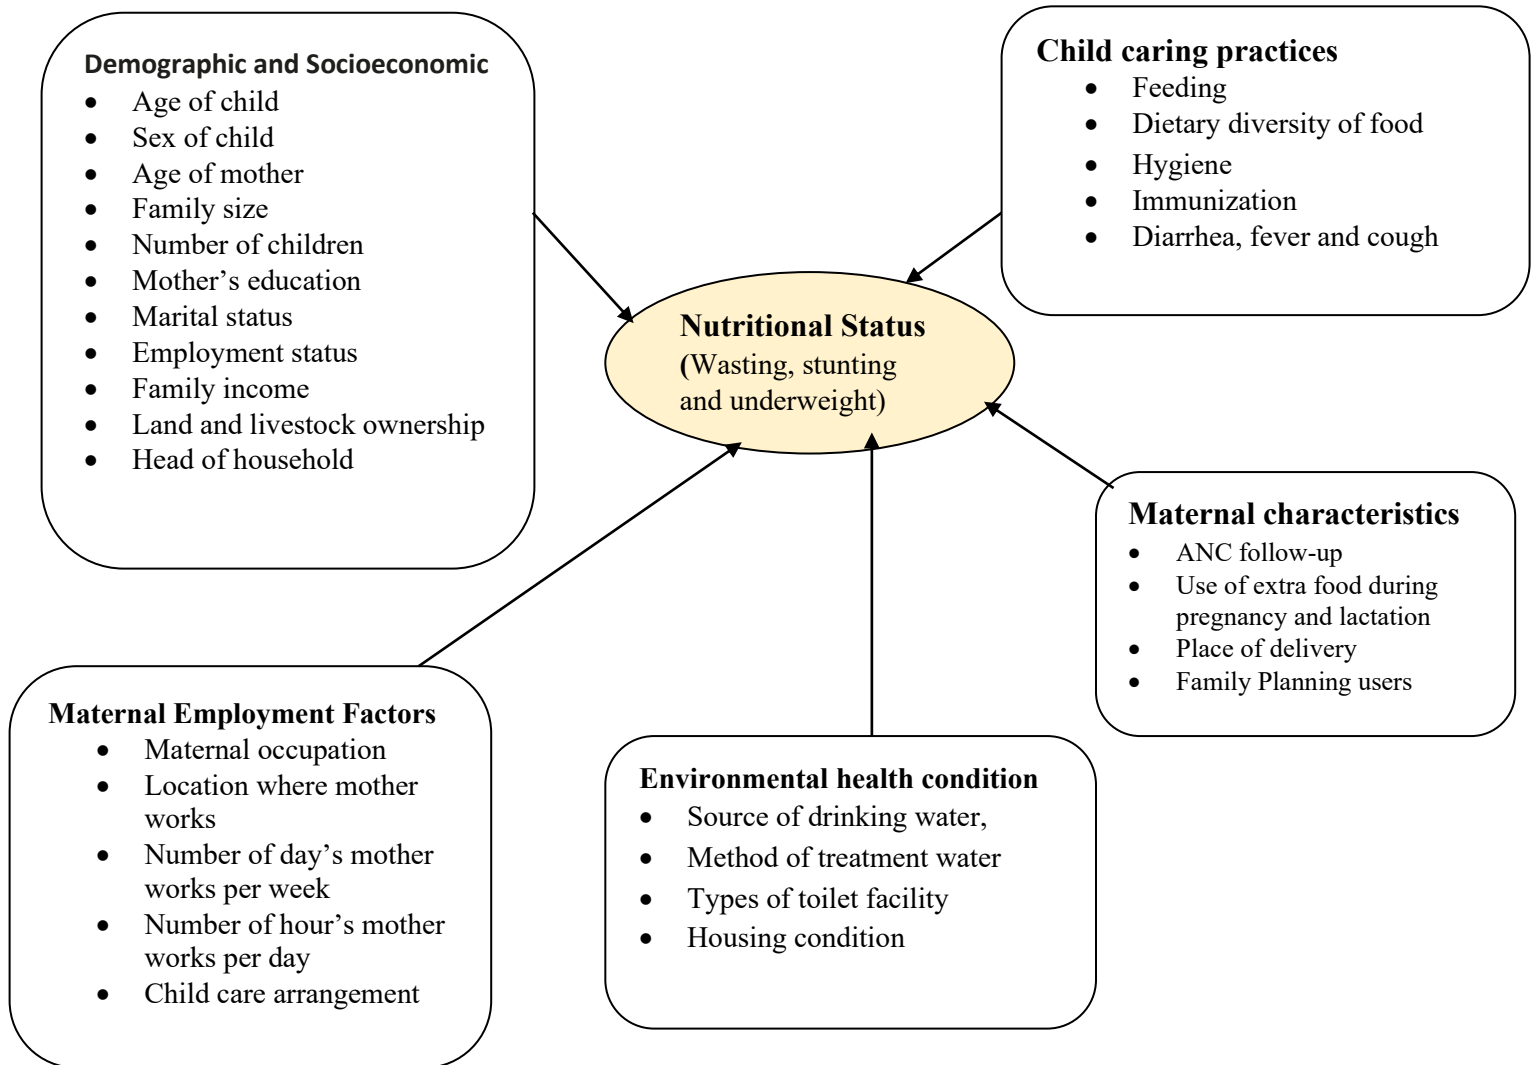 Demographic and Socioeconomic
• Age of child
• Sex of child
• Age of mother
• Family size
• Number of children
• Mother’s education
• Marital status
• Employment status
• Family income
• Land and livestock ownership
• Head of household
Child caring practices
• Feeding
• Dietary diversity of food
• Hygiene
• Immunization
• Diarrhea, fever and cough
Nutritional Status
(Wasting, stunting
and underweight)
Maternal characteristics
• ANC follow-up
• Use of extra food during
pregnancy and lactation
• Place of delivery
• Family Planning users
Maternal Employment Factors
• Maternal occupation
• Location where mother
works
• Number of day’s mother
works per week
• Number of hour’s mother
works per day
• Child care arrangement
Environmental health condition
• Source of drinking water,
• Method of treatment water
• Types of toilet facility
• Housing condition